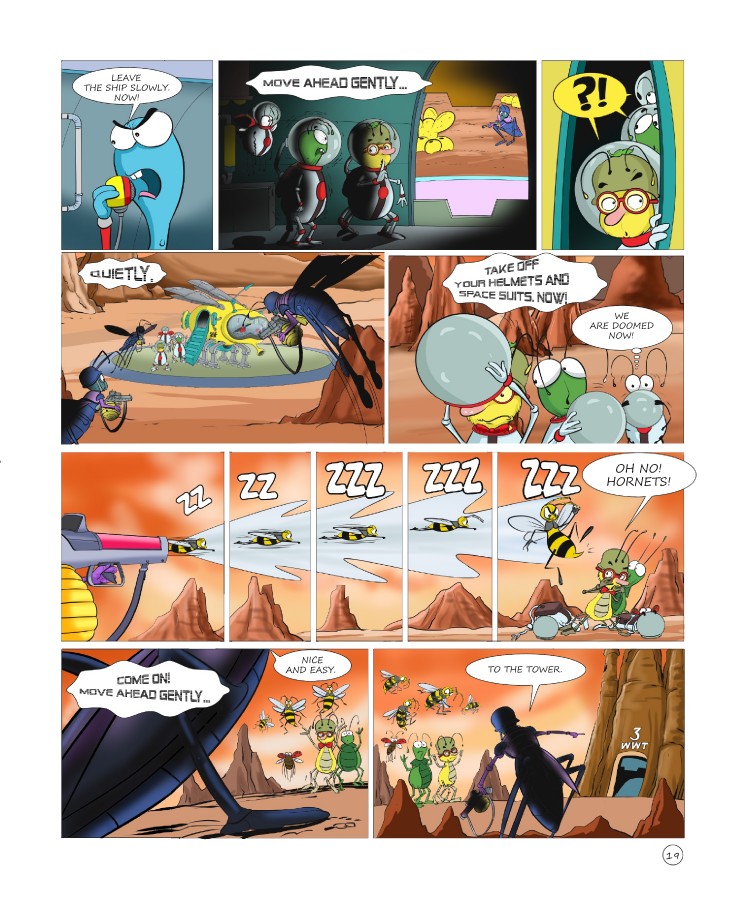 LEAVE
THE SHIP SLOWLY.
NOW!
MOVE AHEAD GENTLY...
?!
QUIETLY.
TAKE OFF
YOUR HELMETS AND
SPACE SUITS. NOW!
WE
ARE DOOMED
NOW!
ZZ
ZZ
ZZZ
ZZZ
ZZZ
OH NO!
HORNETS!
COME ON!
MOVE AHEAD GENTLY...
NICE
AND EASY.
TO THE TOWER.
3
WWT
19